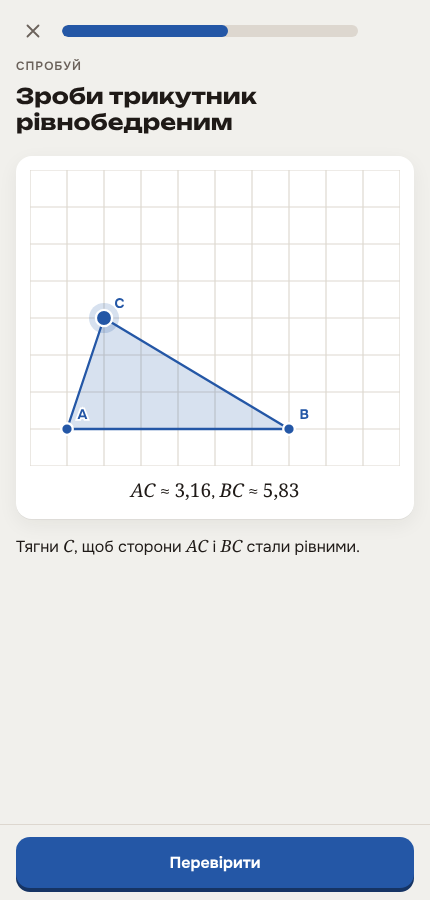 СПРОБУЙ
Зроби трикутник
рівнобедреним
C
A
B
AC ≈ 3,16, BC ≈ 5,83
Тягни C, щоб сторони AC і BC стали рівними.
Перевірити